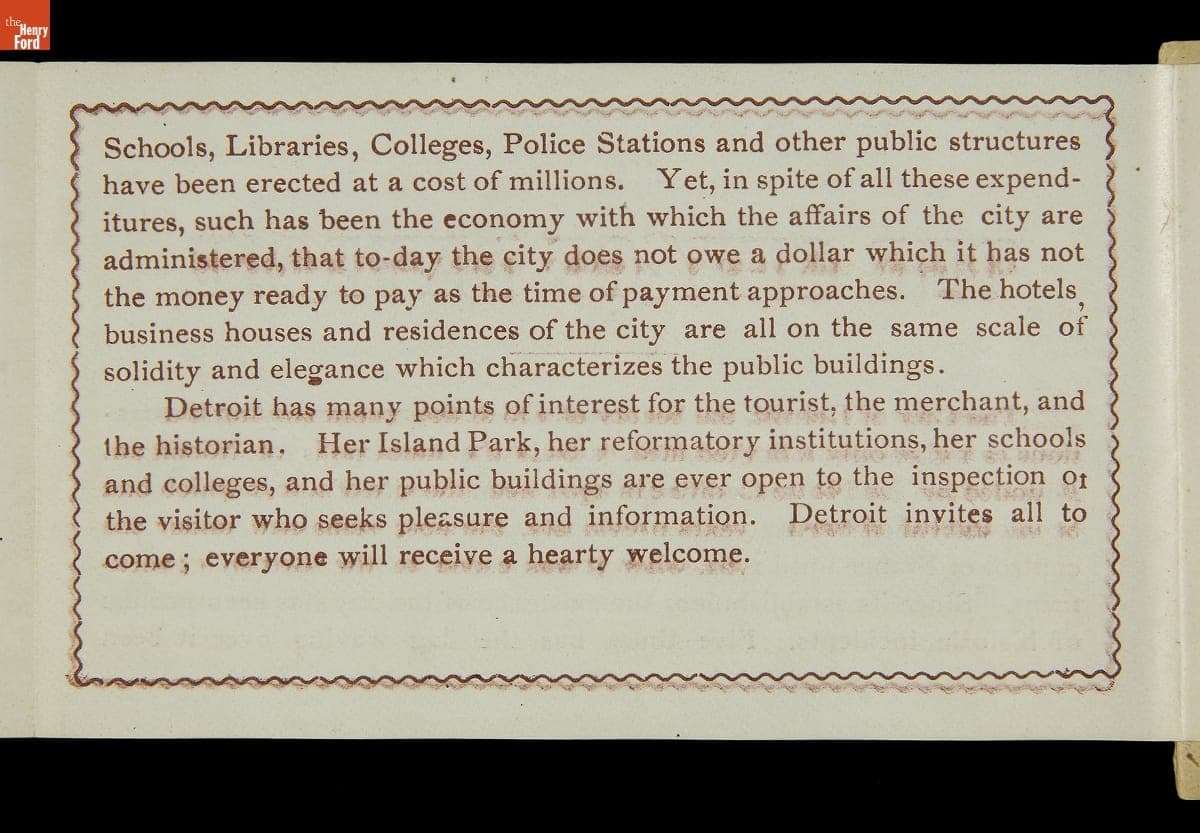 the
Henry
Ford
Schools, Libraries, Colleges, Police Stations and other public structures
have been erected at a cost of millions. Yet, in spite of all these expend-
itures, such has been the economy with which the affairs of the city are
administered, that to-day the city does not owe a dollar which it has not
the money ready to pay as the time of payment approaches. The hotels,
business houses and residences of the city are all on the same scale of
solidity and elegance which characterizes the public buildings.
Detroit has many points of interest for the tourist, the merchant, and
the historian. Her Island Park, her reformatory institutions, her schools
and colleges, and her public buildings are ever open to the inspection of
the visitor who seeks pleasure and information. Detroit invites all to
come; everyone will receive a hearty welcome.